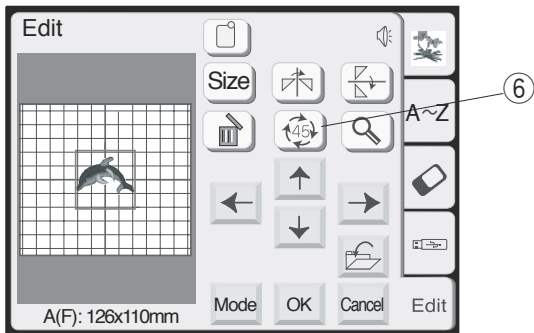 Edit
Size
A~Z
45
⑥
Mode
OK
Cancel
Edit
A(F): 126x110mm